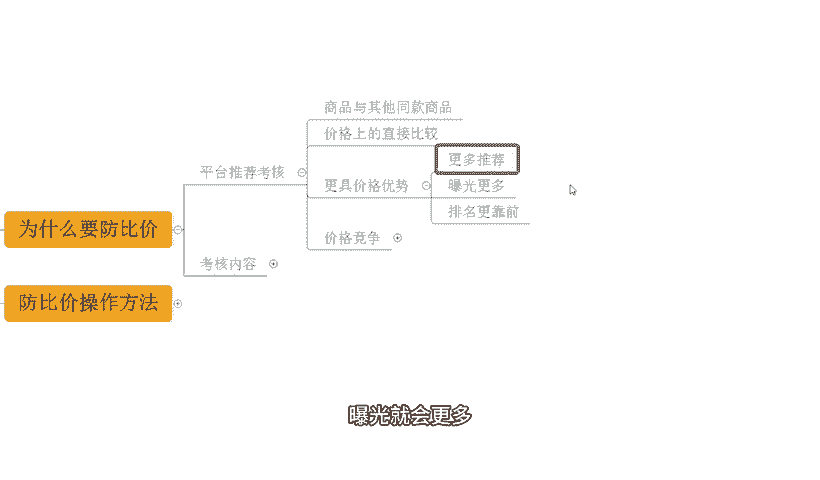 商品与其他同款商品
价格上的直接比较
更多推荐
平台推荐考核
更具价格优势
曝光更多
排名更靠前
为什么要防比价
价格竞争
考核内容
防比价操作方法
曝光就会更多